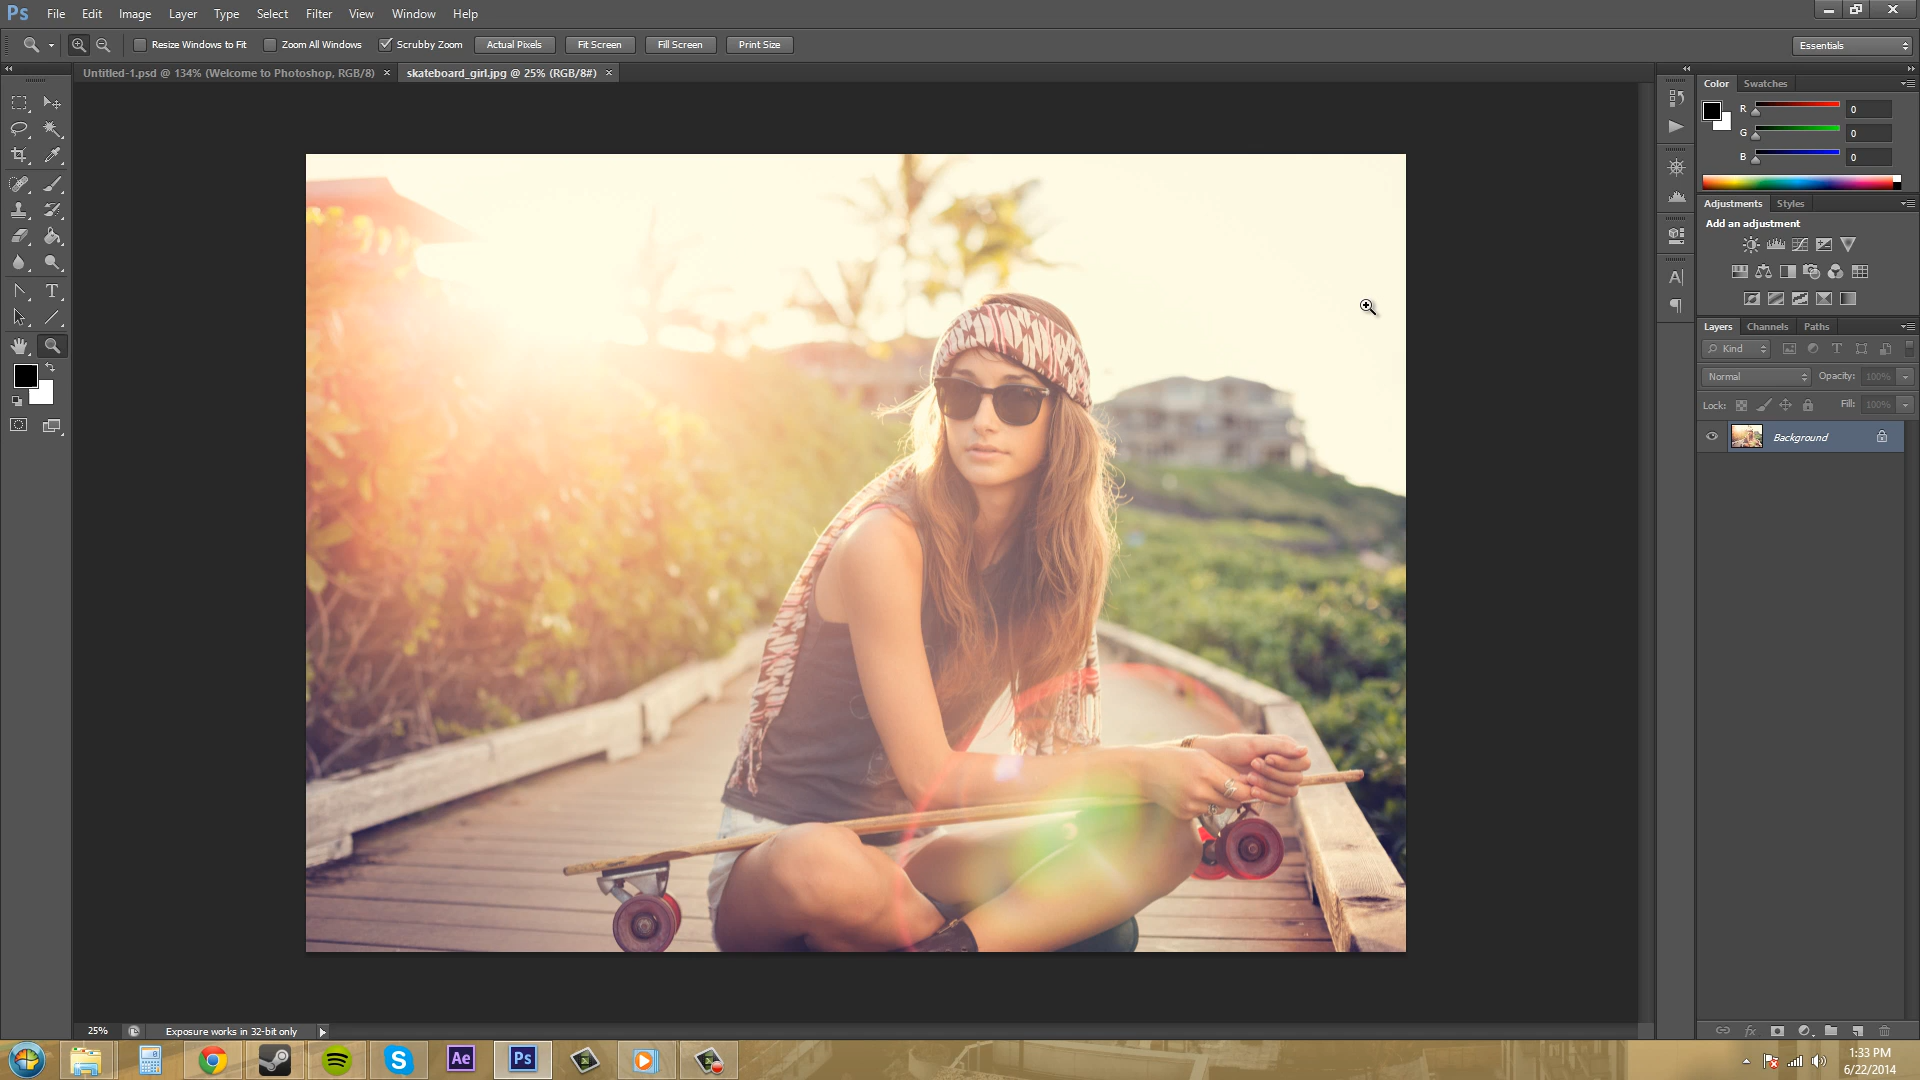 Ps File Edit Image Layer Type Select Filter View Window Help
Resize Windows to Fit Zoom All Windows Scrubby Zoom Actual Pixels Fit Screen Fill Screen Print Size Essentials
Untitled-1.psd @ 134% (Welcome to Photoshop, RGB/8) × skateboard_girl.jpg @ 25% (RGB/8#) ×
Color Swatches
R 0
G 0
B 0
Adjustments Styles
Add an adjustment
Layers Channels Paths
Kind
Normal Opacity: 100%
Lock: Fill: 100%
Background
25% Exposure works in 32-bit only
Ae Ps
1:33 PM
6/22/2014